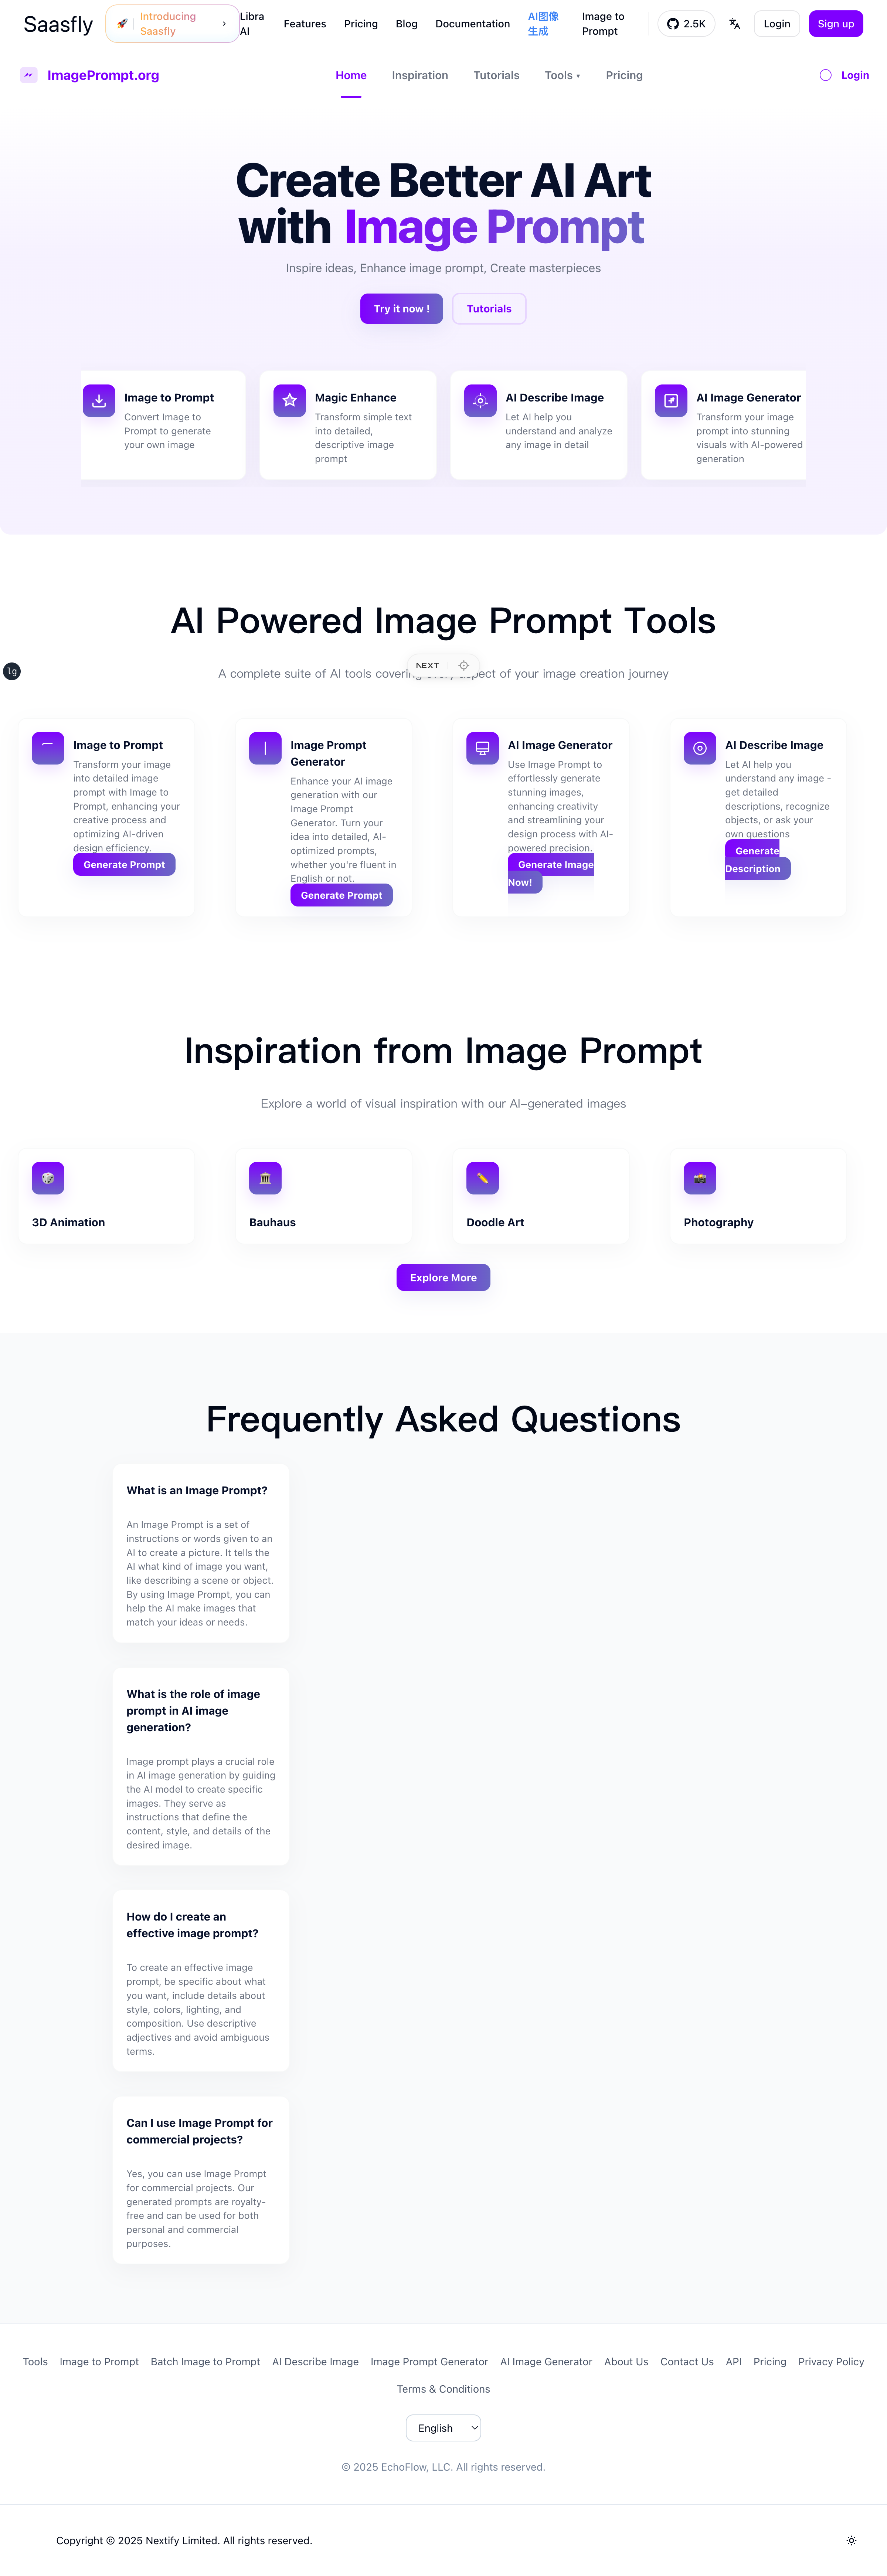 Saasfly
Introducing
Saasfly
Libra
AI
Features
Pricing
Blog
Documentation
AI图像
生成
Image to
Prompt
2.5K
Login
Sign up
ImagePrompt.org
Home
Inspiration
Tutorials
Tools
Pricing
Login
Create Better AI Art
with Image Prompt
Inspire ideas, Enhance image prompt, Create masterpieces
Try it now !
Tutorials
Image to Prompt
Convert Image to
Prompt to generate
your own image
Magic Enhance
Transform simple text
into detailed,
descriptive image
prompt
AI Describe Image
Let AI help you
understand and analyze
any image in detail
AI Image Generator
Transform your image
prompt into stunning
visuals with AI-powered
generation
AI Powered Image Prompt Tools
lg
NEXT
A complete suite of AI tools covering every aspect of your image creation journey
Image to Prompt
Transform your image
into detailed image
prompt with Image to
Prompt, enhancing your
creative process and
optimizing AI-driven
design efficiency.
Generate Prompt
Image Prompt
Generator
Enhance your AI image
generation with our
Image Prompt
Generator. Turn your
idea into detailed, AI-
optimized prompts,
whether you're fluent in
English or not.
Generate Prompt
AI Image Generator
Use Image Prompt to
effortlessly generate
stunning images,
enhancing creativity
and streamlining your
design process with AI-
powered precision.
Generate Image
Now!
AI Describe Image
Let AI help you
understand any image -
get detailed
descriptions, recognize
objects, or ask your
own questions
Generate
Description
Inspiration from Image Prompt
Explore a world of visual inspiration with our AI-generated images
3D Animation
Bauhaus
Doodle Art
Photography
Explore More
Frequently Asked Questions
What is an Image Prompt?
An Image Prompt is a set of
instructions or words given to an
AI to create a picture. It tells the
AI what kind of image you want,
like describing a scene or object.
By using Image Prompt, you can
help the AI make images that
match your ideas or needs.
What is the role of image
prompt in AI image
generation?
Image prompt plays a crucial role
in AI image generation by guiding
the AI model to create specific
images. They serve as
instructions that define the
content, style, and details of the
desired image.
How do I create an
effective image prompt?
To create an effective image
prompt, be specific about what
you want, include details about
style, colors, lighting, and
composition. Use descriptive
adjectives and avoid ambiguous
terms.
Can I use Image Prompt for
commercial projects?
Yes, you can use Image Prompt
for commercial projects. Our
generated prompts are royalty-
free and can be used for both
personal and commercial
purposes.
Tools
Image to Prompt
Batch Image to Prompt
AI Describe Image
Image Prompt Generator
AI Image Generator
About Us
Contact Us
API
Pricing
Privacy Policy
Terms & Conditions
English
© 2025 EchoFlow, LLC. All rights reserved.
Copyright © 2025 Nextify Limited. All rights reserved.